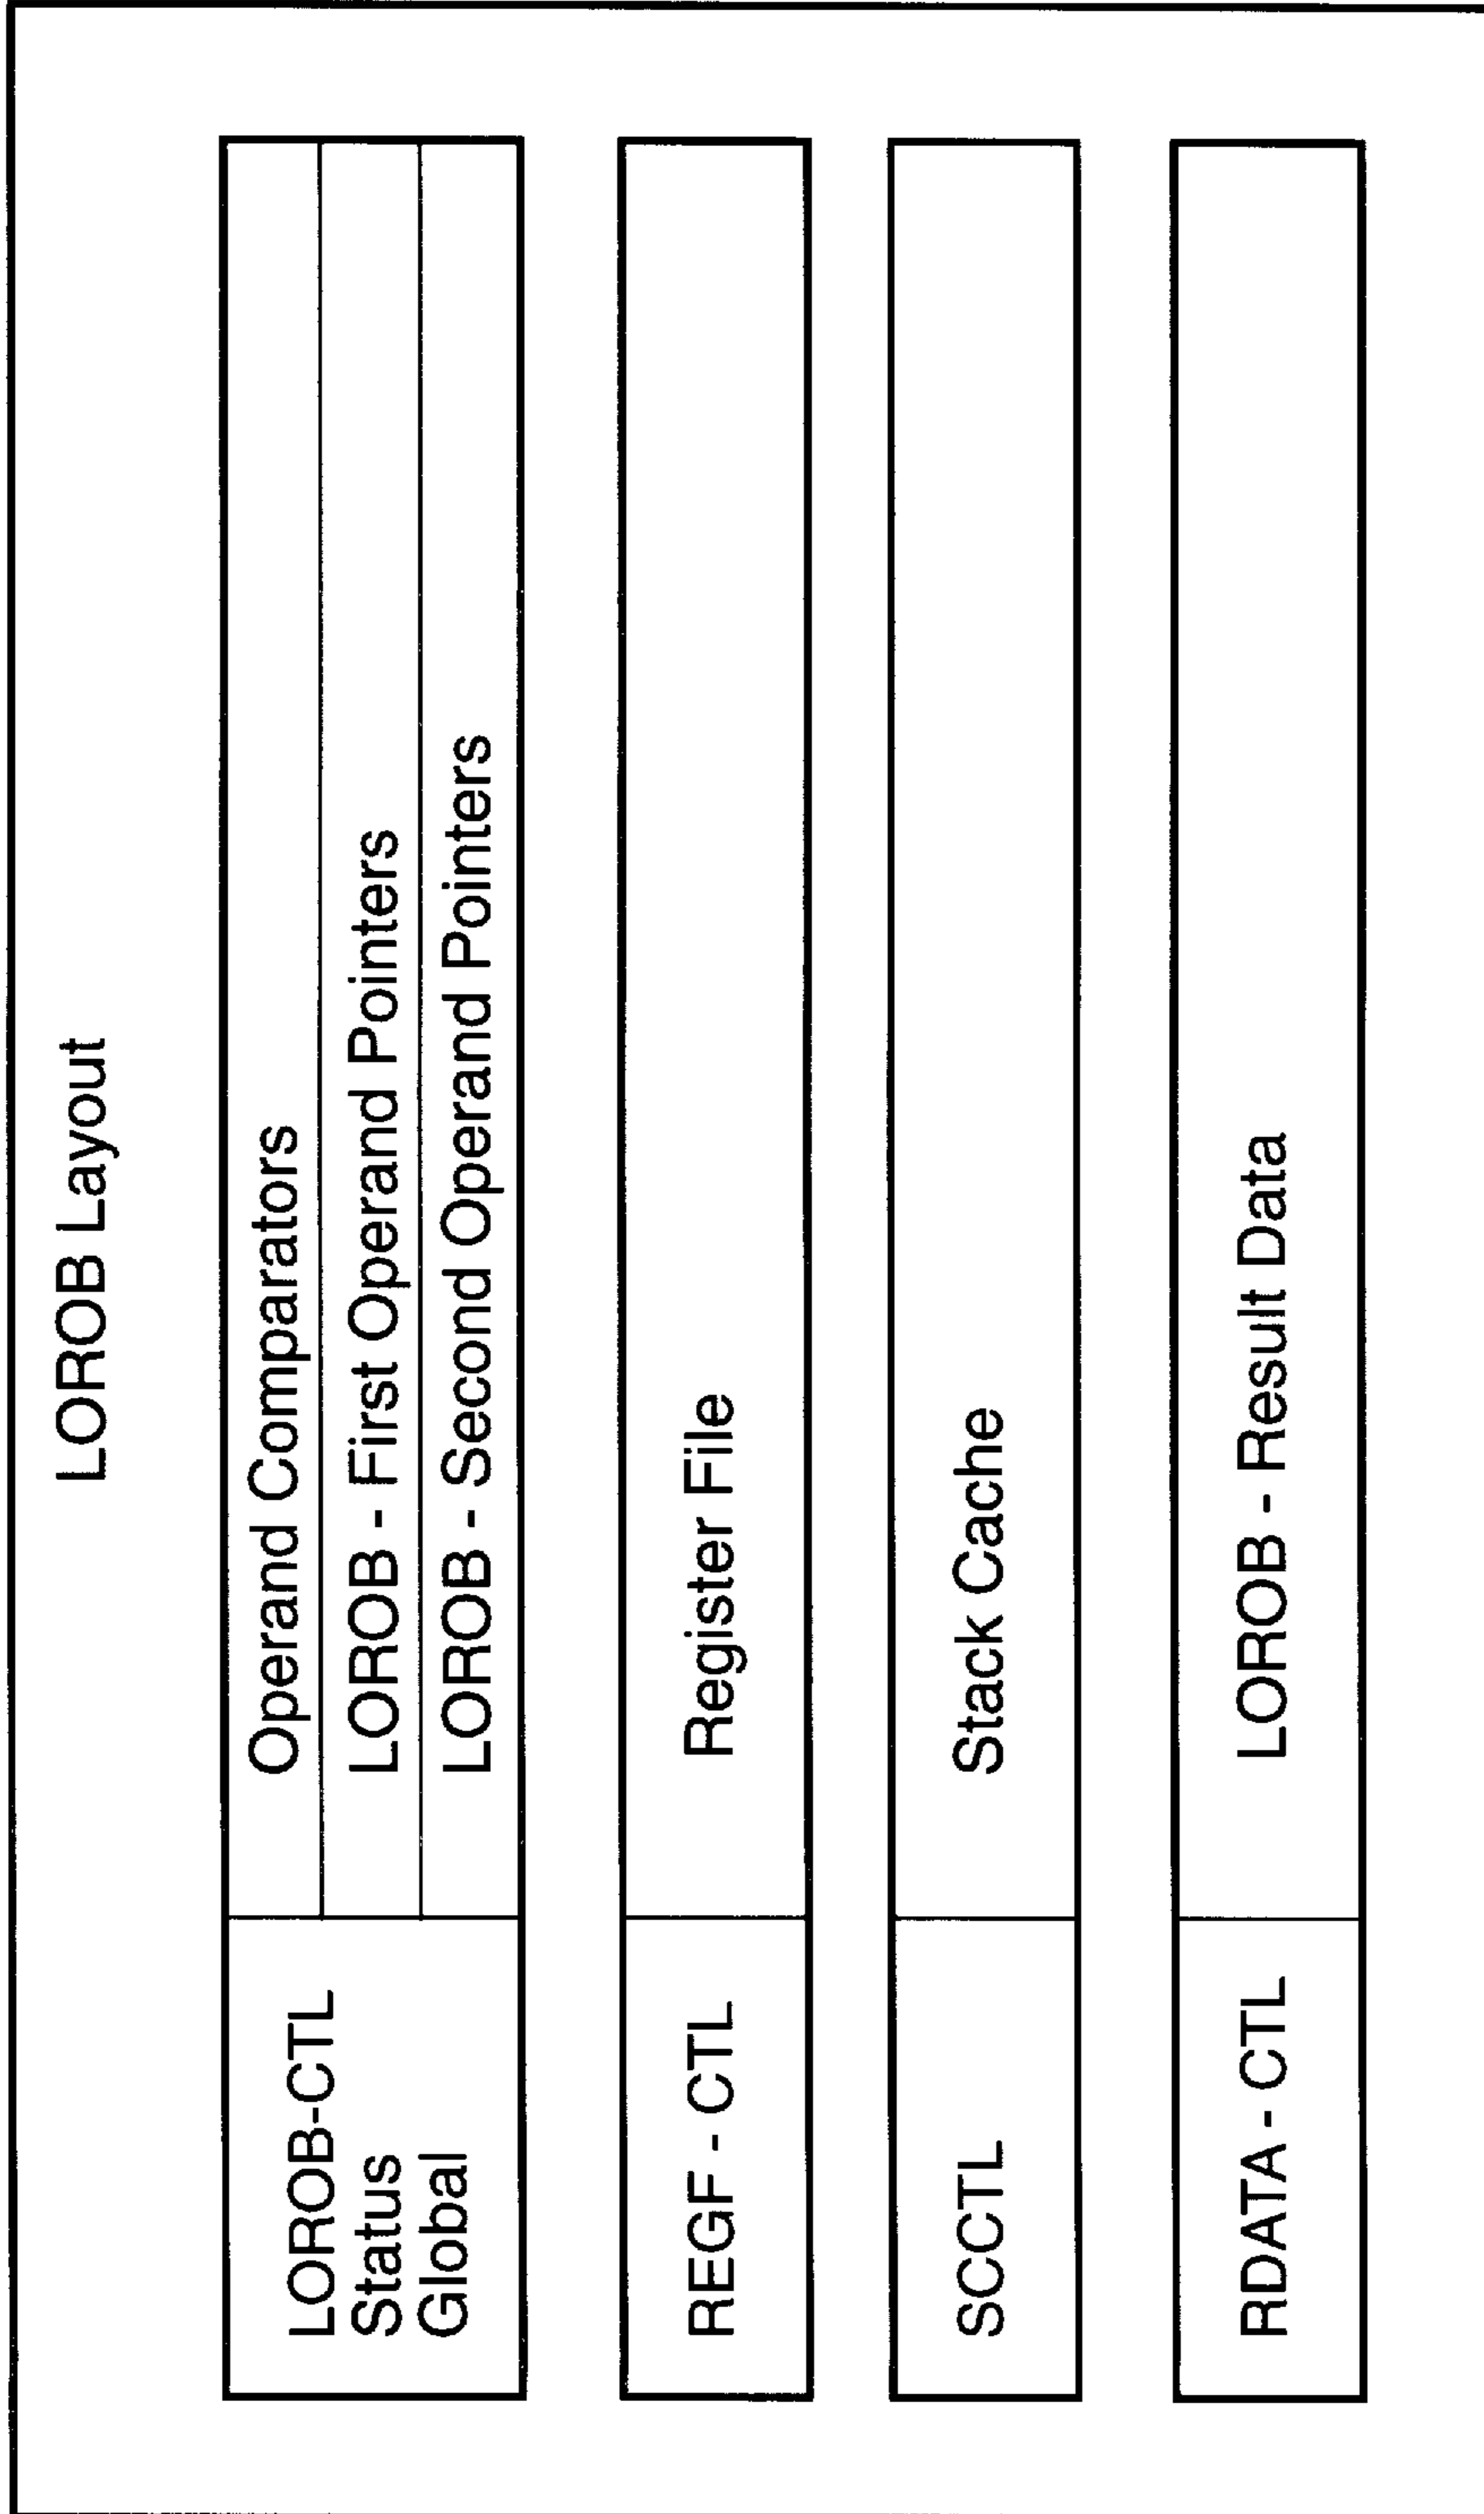 LOROB Layout
LOROB-CTL
Status
Global
Operand Comparators
LOROB - First Operand Pointers
LOROB - Second Operand Pointers
REGF - CTL
Register File
SCCTL
Stack Cache
RDATA - CTL
LOROB - Result Data